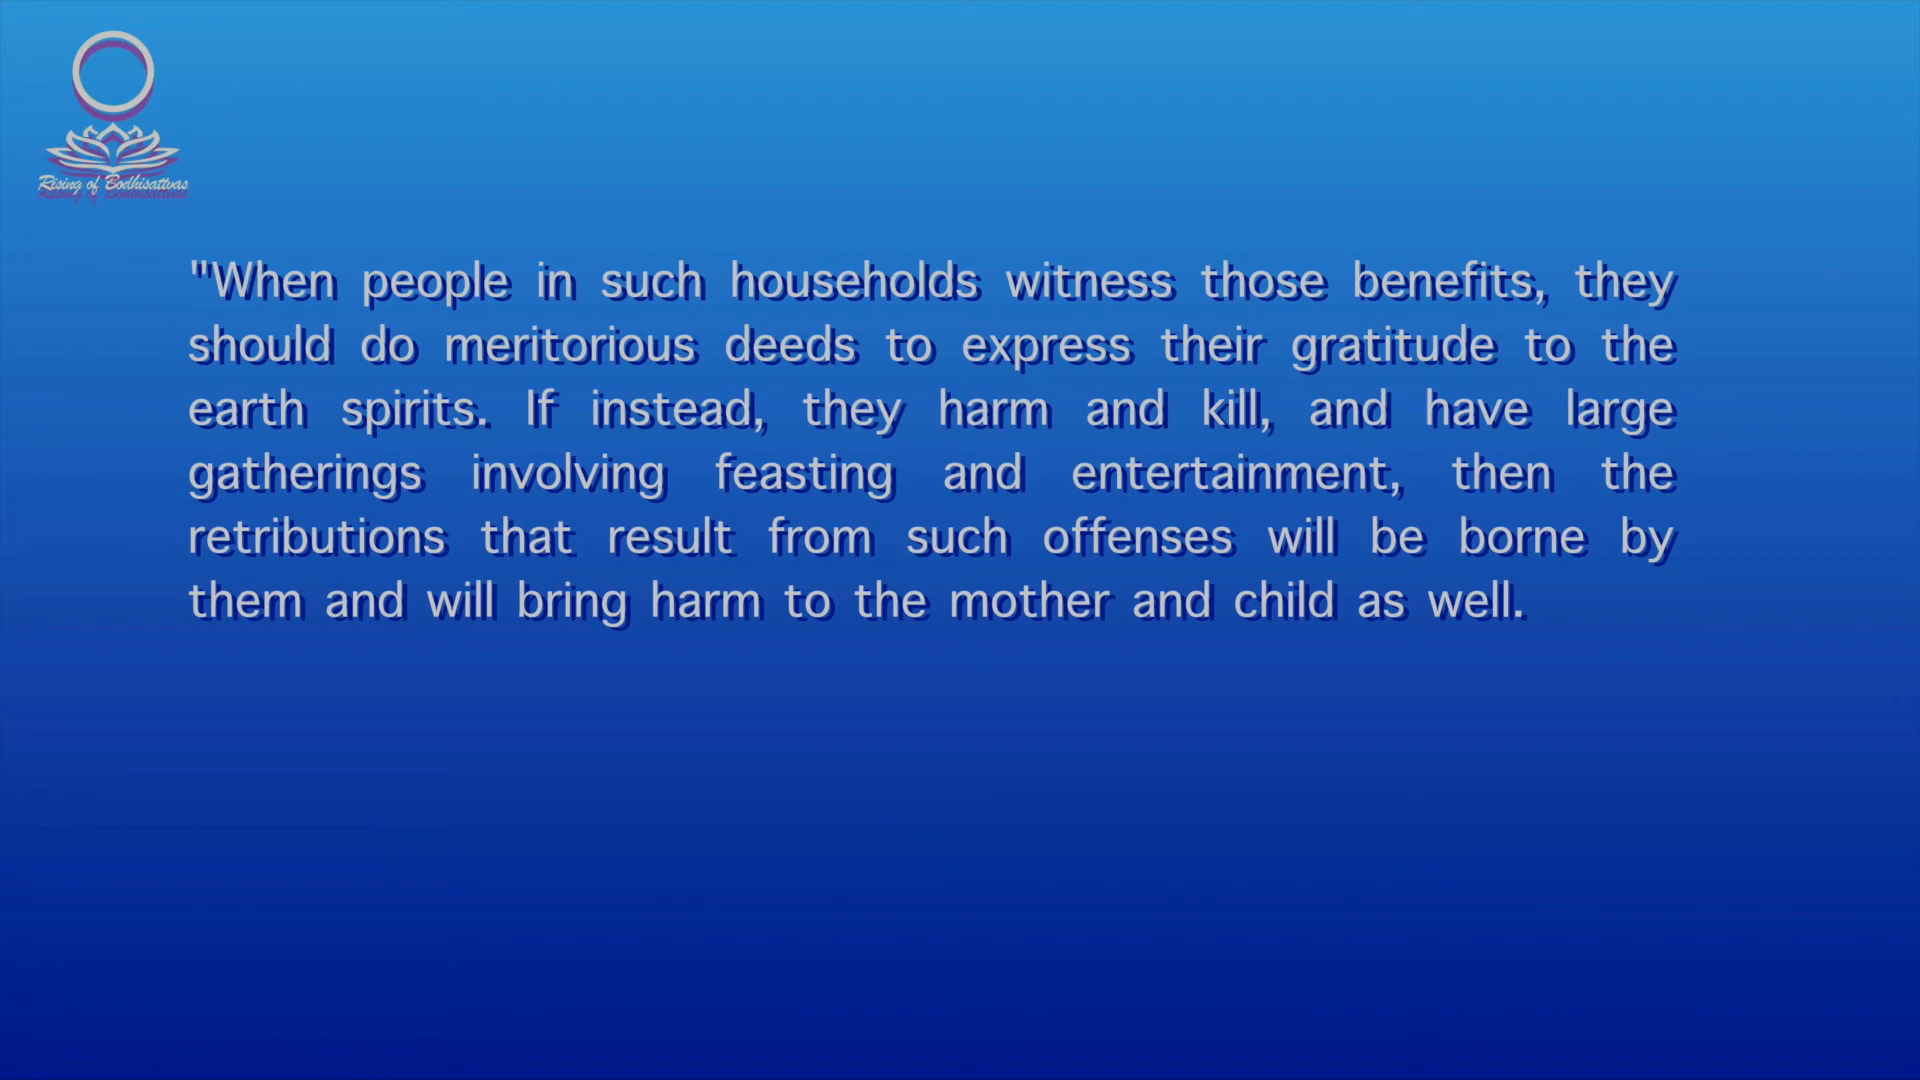 Rising of Bodhisattvas
"When people in such households witness those benefits, they
should do meritorious deeds to express their gratitude to the
earth spirits. If instead, they harm and kill, and have large
gatherings involving feasting and entertainment, then the
retributions that result from such offenses will be borne by
them and will bring harm to the mother and child as well.